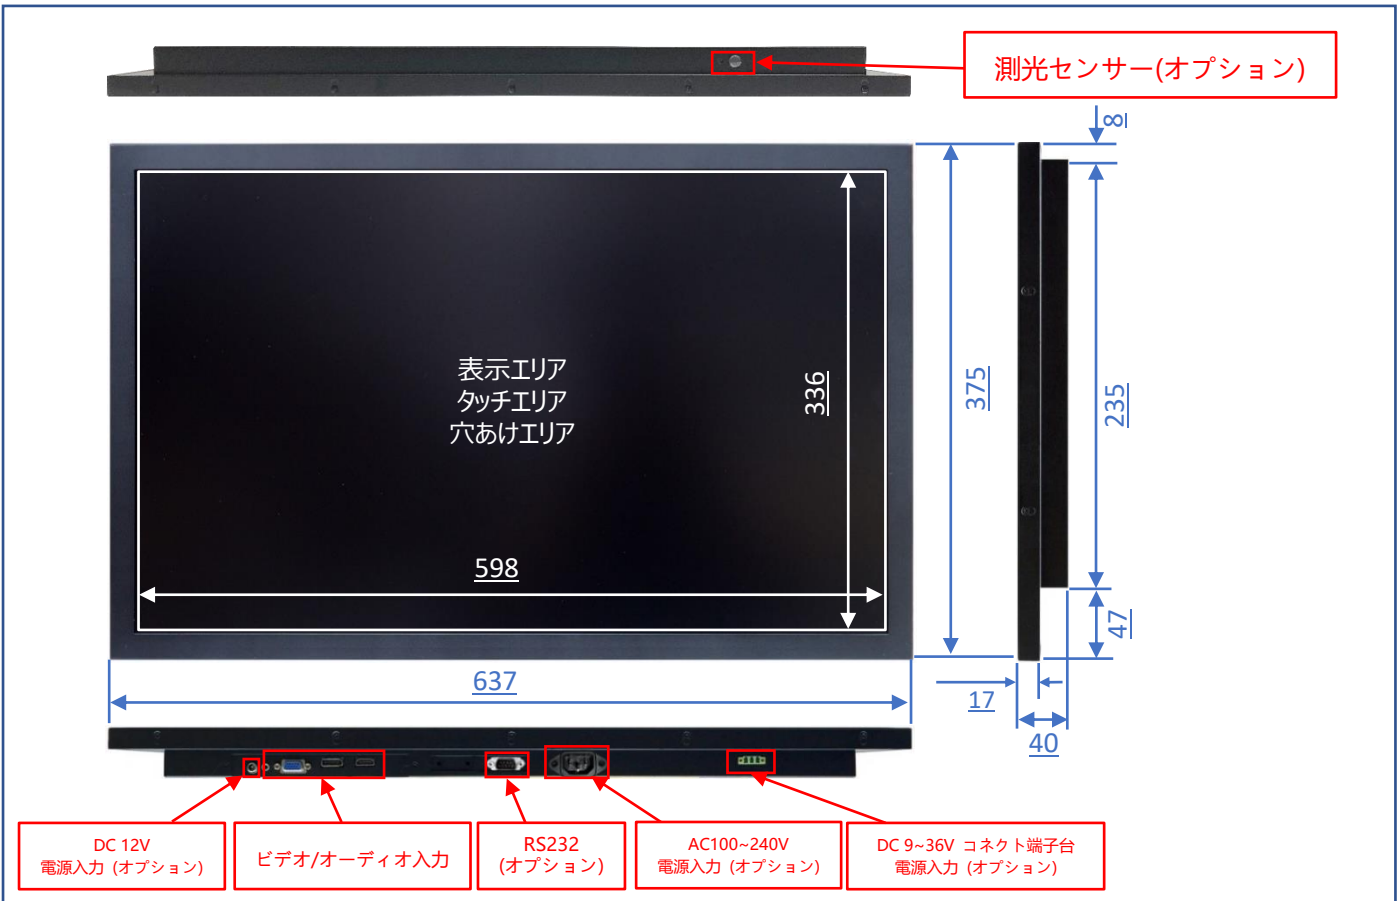 測光センサー(オプション)
8
表示エリア
タッチエリア
穴あけエリア
336
375
235
598
47
637
17
40
DC 12V
電源入力 (オプション)
ビデオ/オーディオ入力
RS232
(オプション)
AC100~240V
電源入力 (オプション)
DC 9~36V コネクト端子台
電源入力 (オプション)